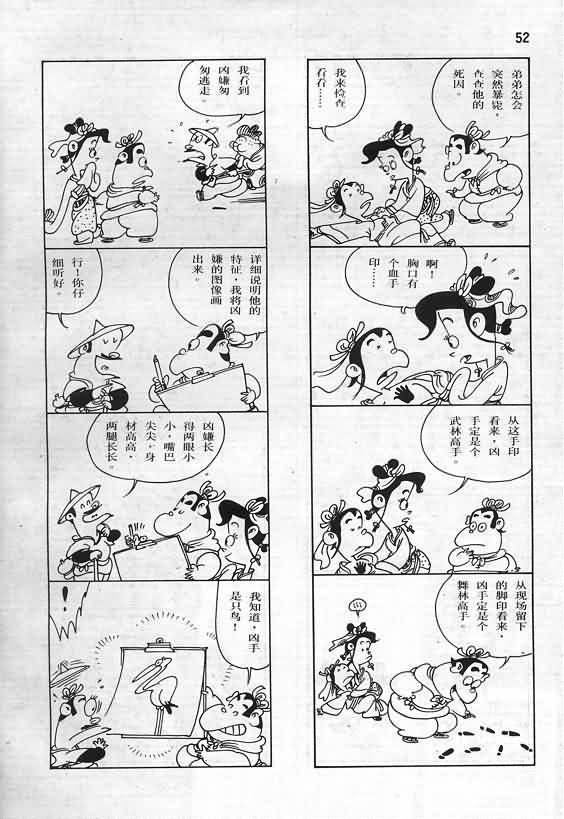 52
弟弟怎会
突然暴毙，
查查他的
死因。
我来检查
看看……
啊！
胸口有
个血手
印……
从这手印
看来，凶
手定是个
武林高手。
从现场留下
的脚印看来，
凶手定是个
舞林高手。
我看到
凶嫌匆
匆逃走。
详细说明他的
特征，我将凶
嫌的图像画
出来。
行！你仔
细听好。
凶嫌长
得两眼小
小，嘴巴
尖尖，身
材高高，
两腿长长。
我知道，凶手
是只鸟！
！